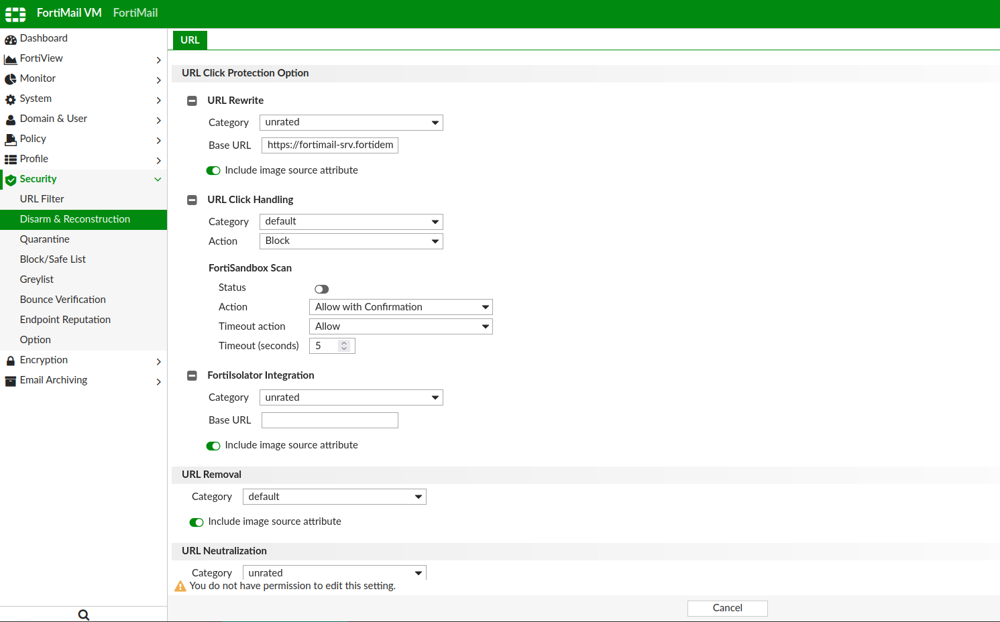 FortiMail VM FortiMail
Dashboard
FortiView
Monitor
System
Domain & User
Policy
Profile
Security
URL Filter
Disarm & Reconstruction
Quarantine
Block/Safe List
Greylist
Bounce Verification
Endpoint Reputation
Option
Encryption
Email Archiving
URL
URL Click Protection Option
URL Rewrite
Category unrated
Base URL https://fortimail-srv.fortidem
Include image source attribute
URL Click Handling
Category default
Action Block
FortiSandbox Scan
Status
Action Allow with Confirmation
Timeout action Allow
Timeout (seconds) 5
FortiIsolator Integration
Category unrated
Base URL
Include image source attribute
URL Removal
Category default
Include image source attribute
URL Neutralization
Category unrated
You do not have permission to edit this setting.
Cancel